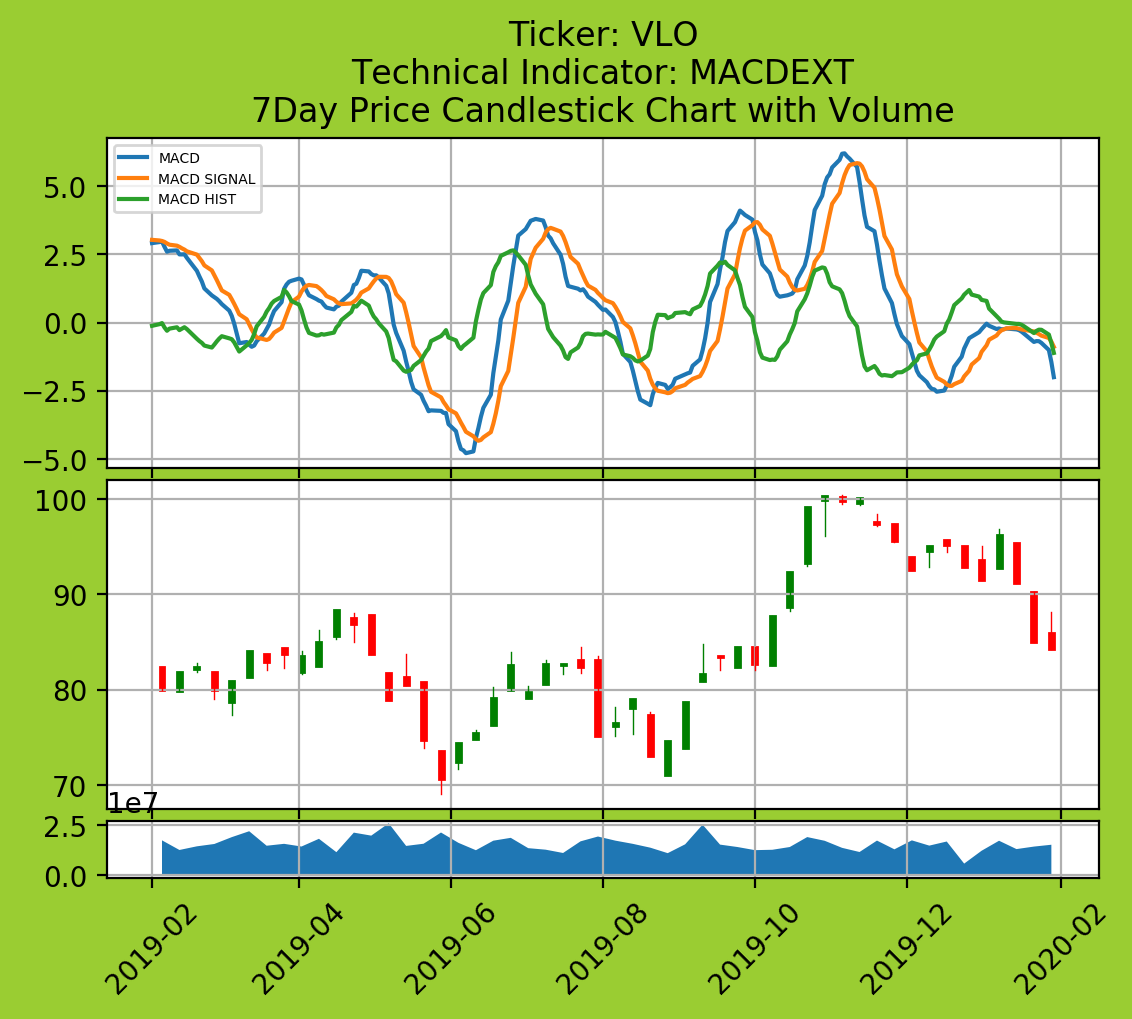 Ticker: VLO
Technical Indicator: MACDEXT
7Day Price Candlestick Chart with Volume
MACD
MACD SIGNAL
MACD HIST
5.0
2.5
0.0
−2.5
−5.0
100
90
80
70
1e7
2.5
0.0
2019-02
2019-04
2019-06
2019-08
2019-10
2019-12
2020-02